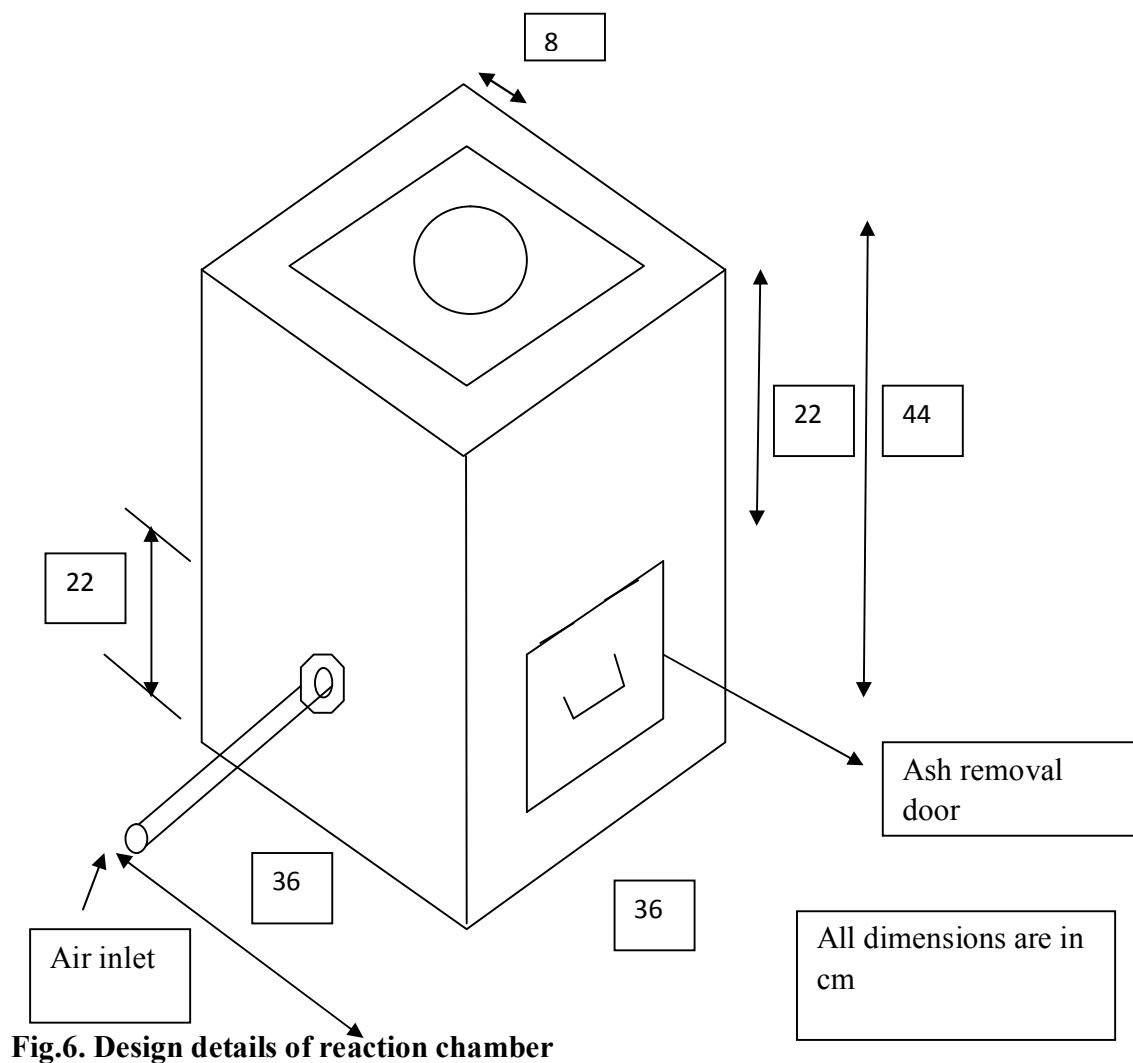 8
22
44
22
Ash removal
door
36
36
Air inlet
All dimensions are in
cm
Fig.6. Design details of reaction chamber